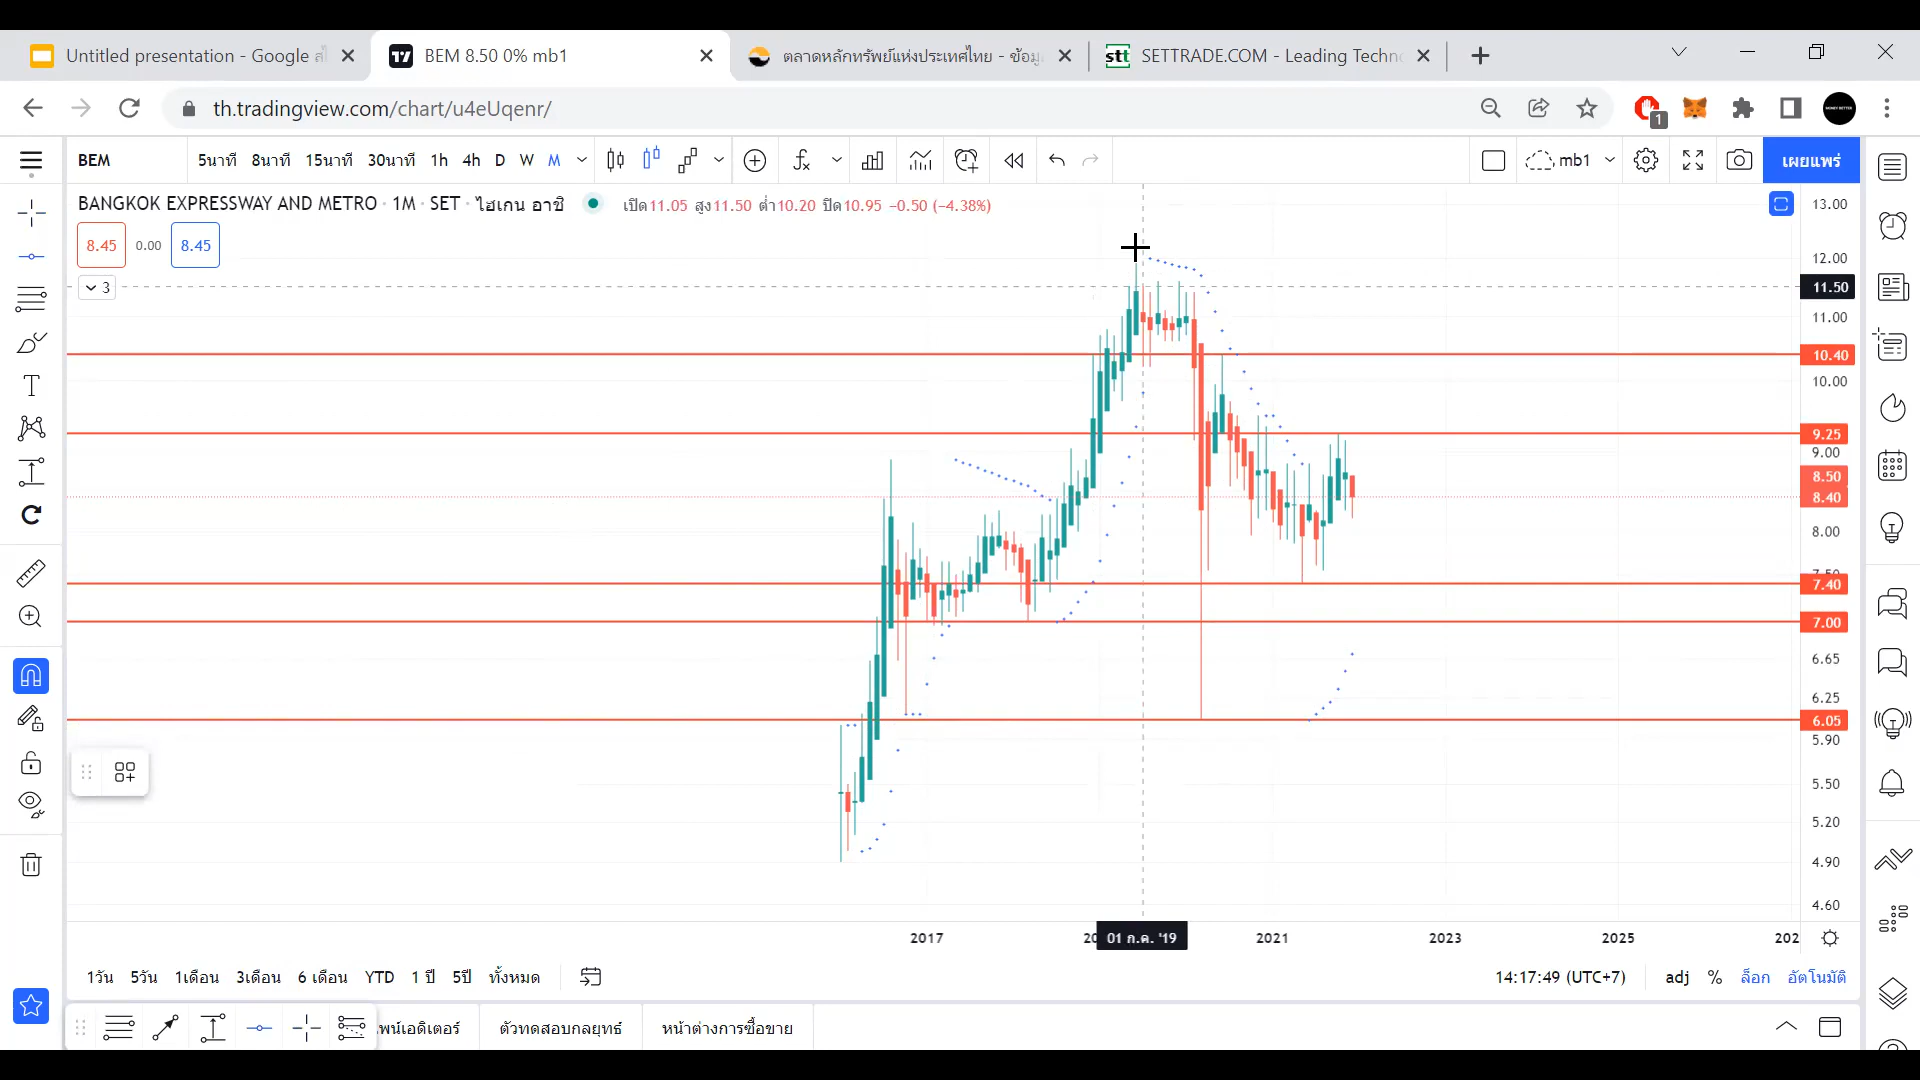 Untitled presentation - Google ส
BEM 8.50 0% mb1
ตลาดหลักทรัพย์แห่งประเทศไทย - ข้อมู
stt SETTRADE.COM - Leading Techn
th.tradingview.com/chart/u4eUqenr/
1
BEM 5นาที 8นาที 15นาที 30นาที 1h 4h D W M
mb1
เผยแพร่
BANGKOK EXPRESSWAY AND METRO · 1M · SET · ไฮเกน อาชิ
เปิด11.05 สูง11.50 ต่ำ10.20 ปิด10.95 −0.50 (−4.38%)
8.45 0.00 8.45
3
13.00
12.00
11.50
11.00
10.40
10.00
9.25
9.00
8.50
8.40
8.00
7.50
7.40
7.00
6.65
6.25
6.05
5.90
5.50
5.20
4.90
4.60
2017 01 ก.ค. '19 2021 2023 2025 202
1วัน 5วัน 1เดือน 3เดือน 6 เดือน YTD 1 ปี 5ปี ทั้งหมด
14:17:49 (UTC+7) adj % ล็อก อัตโนมัติ
ไพน์เอดิเตอร์ ตัวทดสอบกลยุทธ์ หน้าต่างการซื้อขาย